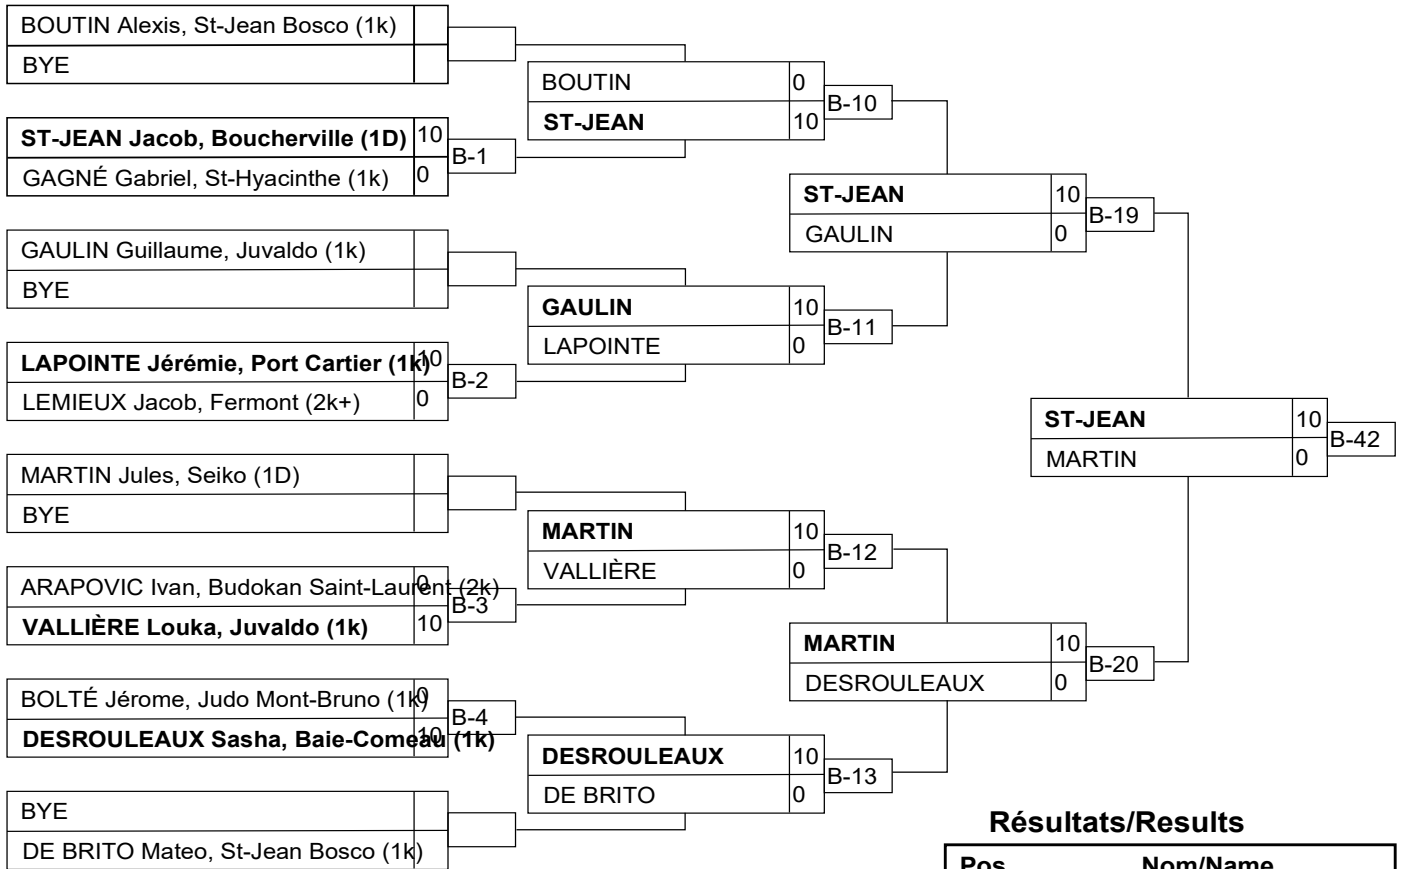 BOUTIN Alexis, St-Jean Bosco (1k)
BYE
ST-JEAN Jacob, Boucherville (1D) 10
GAGNÉ Gabriel, St-Hyacinthe (1k) 0
B-1
GAULIN Guillaume, Juvaldo (1k)
BYE
LAPOINTE Jérémie, Port Cartier (1k) 10
LEMIEUX Jacob, Fermont (2k+) 0
B-2
MARTIN Jules, Seiko (1D)
BYE
ARAPOVIC Ivan, Budokan Saint-Laurent (2k) 0
VALLIÈRE Louka, Juvaldo (1k) 10
B-3
BOLTÉ Jérome, Judo Mont-Bruno (1k) 0
DESROULEAUX Sasha, Baie-Comeau (1k) 10
B-4
BYE
DE BRITO Mateo, St-Jean Bosco (1k)
BOUTIN 0
ST-JEAN 10
B-10
GAULIN 10
LAPOINTE 0
B-11
MARTIN 10
VALLIÈRE 0
B-12
DESROULEAUX 10
DE BRITO 0
B-13
ST-JEAN 10
GAULIN 0
B-19
MARTIN 10
DESROULEAUX 0
B-20
ST-JEAN 10
MARTIN 0
B-42
Résultats/Results
Pos Nom/Name